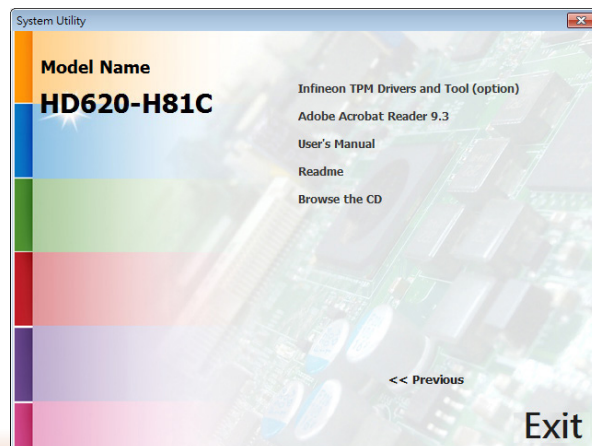 System Utility
Model Name
HD620-H81C
Infineon TPM Drivers and Tool (option)
Adobe Acrobat Reader 9.3
User's Manual
Readme
Browse the CD
<< Previous
Exit